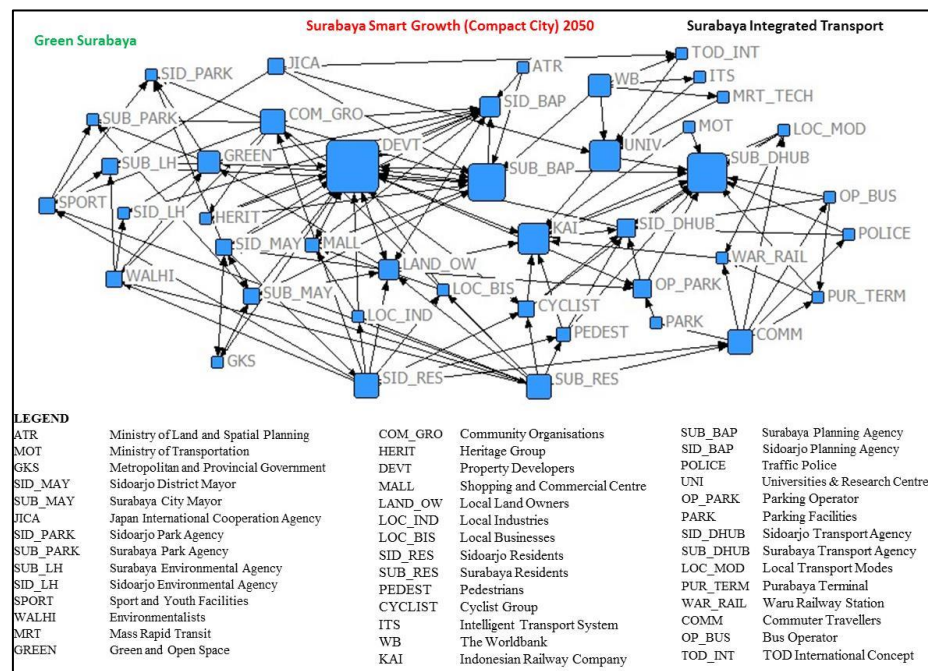 Surabaya Smart Growth (Compact City) 2050
Surabaya Integrated Transport
Green Surabaya
TOD_INT
JICA
ATR
SID_PARK
WB
ITS
SID_BAP
MRT_TECH
COM_GRO
SUB_PARK
MOT
LOC_MOD
DEVT
UNIV
GREEN
SUB_LH
SUB_BAP
SUB_DHUB
OP_BUS
SPORT
SID_LH
HERIT
KAI
SID_DHUB
POLICE
SID_MAY
MALL
WAR_RAIL
WALHI
LAND_OW
SUB_MAY
LOC_BIS
OP_PARK
PUR_TERM
LOC_IND
CYCLIST
PARK
PEDEST
COMM
GKS
SID_RES
SUB_RES
LEGEND
ATR Ministry of Land and Spatial Planning
MOT Ministry of Transportation
GKS Metropolitan and Provincial Government
SID_MAY Sidoarjo District Mayor
SUB_MAY Surabaya City Mayor
JICA Japan International Cooperation Agency
SID_PARK Sidoarjo Park Agency
SUB_PARK Surabaya Park Agency
SUB_LH Surabaya Environmental Agency
SID_LH Sidoarjo Environmental Agency
SPORT Sport and Youth Facilities
WALHI Environmentalists
MRT Mass Rapid Transit
GREEN Green and Open Space
COM_GRO Community Organisations
HERIT Heritage Group
DEVT Property Developers
MALL Shopping and Commercial Centre
LAND_OW Local Land Owners
LOC_IND Local Industries
LOC_BIS Local Businesses
SID_RES Sidoarjo Residents
SUB_RES Surabaya Residents
PEDEST Pedestrians
CYCLIST Cyclist Group
ITS Intelligent Transport System
WB The Worldbank
KAI Indonesian Railway Company
SUB_BAP Surabaya Planning Agency
SID_BAP Sidoarjo Planning Agency
POLICE Traffic Police
UNI Universities & Research Centre
OP_PARK Parking Operator
PARK Parking Facilities
SID_DHUB Sidoarjo Transport Agency
SUB_DHUB Surabaya Transport Agency
LOC_MOD Local Transport Modes
PUR_TERM Purabaya Terminal
WAR_RAIL Waru Railway Station
COMM Commuter Travellers
OP_BUS Bus Operator
TOD_INT TOD International Concept